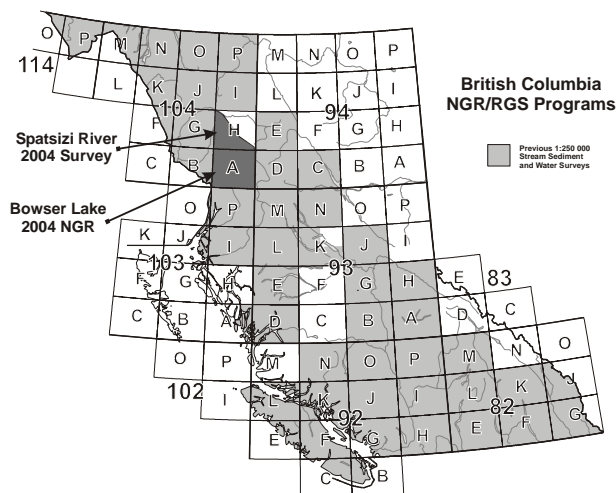 O P M N O P M N O P
114
L K J I L K J I
104 94
F G H E F G H
Spatsizi River
2004 Survey
C B A D C B A
Bowser Lake
2004 NGR
O P M N O P
K J I L K J I
103 93
F G H E F G H E 83
C B A D C B A D C
O P M N O P M N O
102
I L K J I L K J
92 82
E F G H E F G
C B
British Columbia
NGR/RGS Programs
Previous 1:250 000
Stream Sediment
and Water Surveys